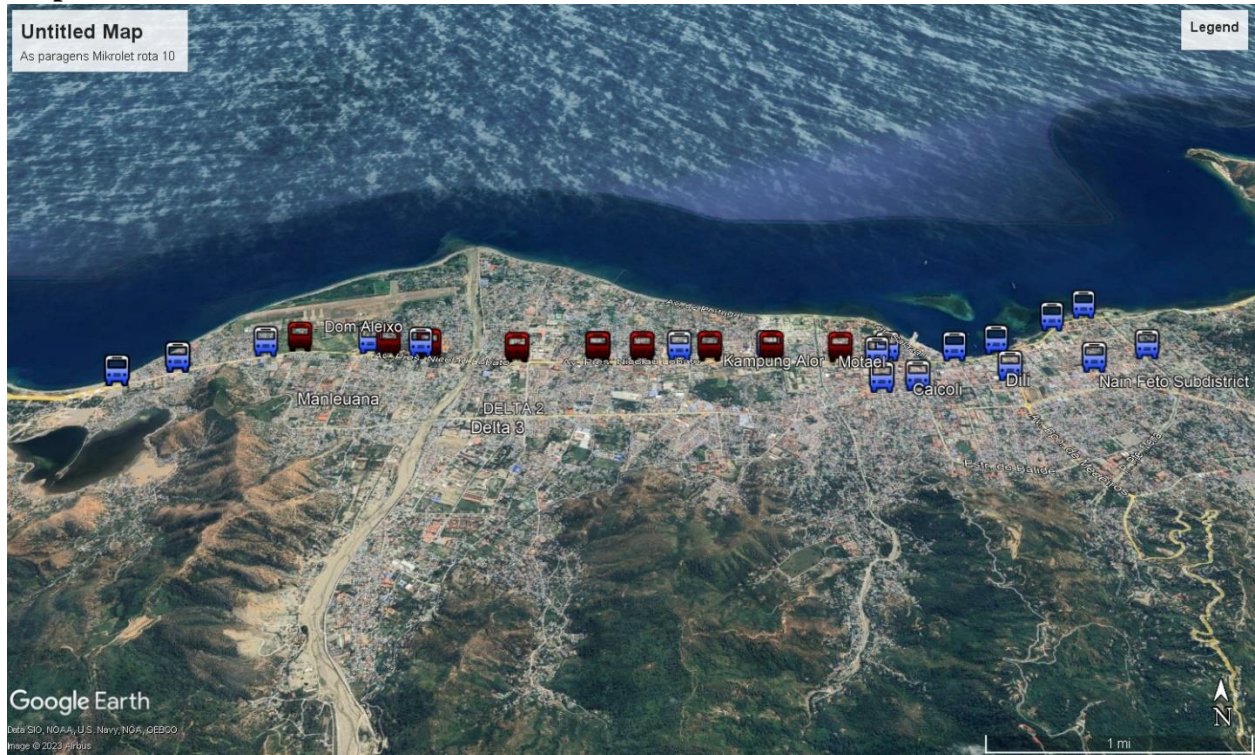 Untitled Map
As paragens Mikrolet rota 10
Legend
Dom Aleixo
Kampung Alor
Motael
Manleuana
Caicoli
Dili
Nain Feto Subdistrict
DELTA 2
Delta 3
Google Earth
Data SIO, NOAA, U.S. Navy, NGA, GEBCO
Image © 2023 Airbus
N
1 mi